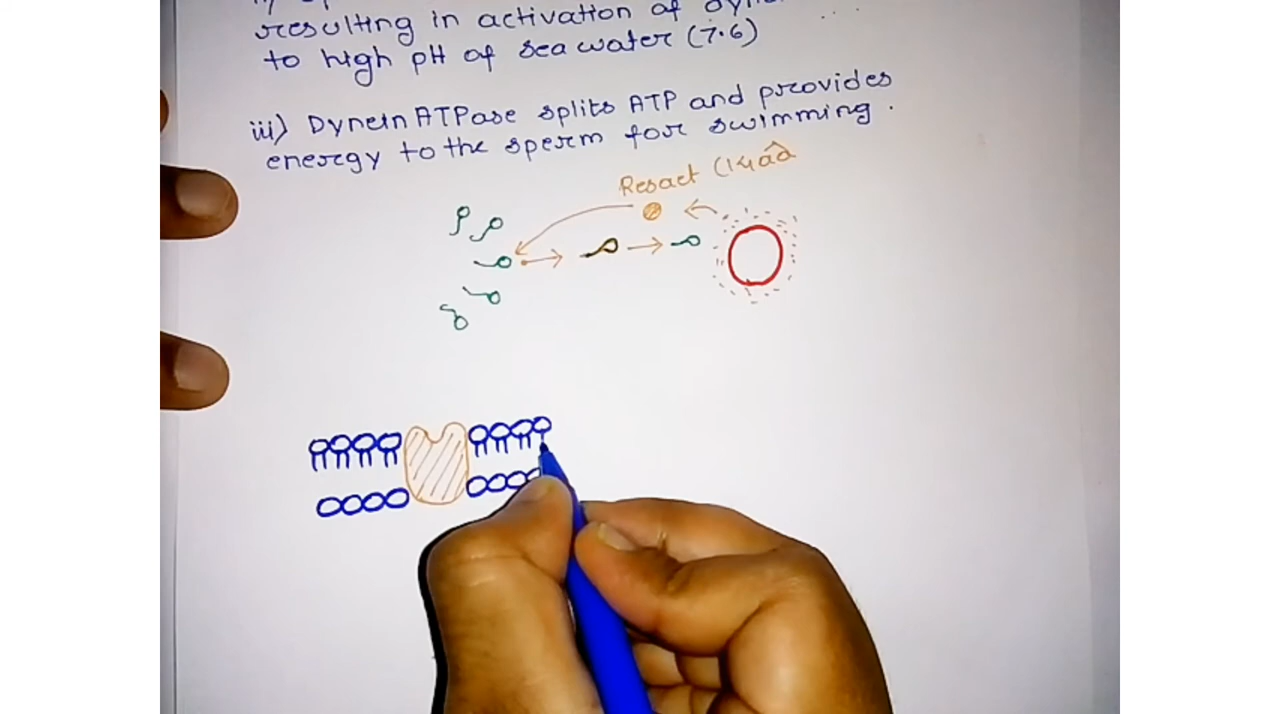 resulting in activation of
to high pH of sea water (7.6)
iii) Dynein ATPase splits ATP and provides
energy to the sperm for swimming.
Resact (14aa